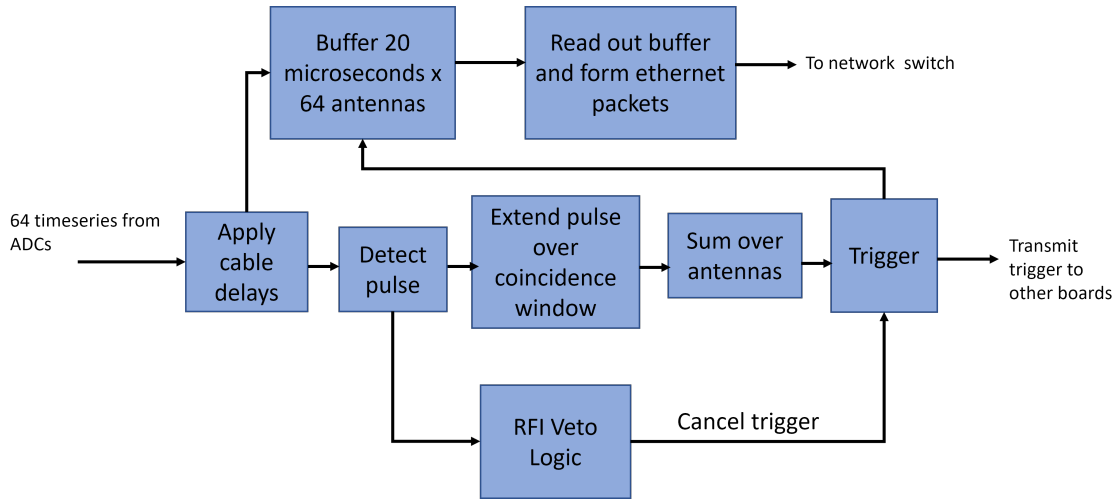 Buffer 20
microseconds x
64 antennas
Read out buffer
and form ethernet
packets
To network switch
64 timeseries from
ADCs
Apply
cable
delays
Detect
pulse
Extend pulse
over
coincidence
window
Sum over
antennas
Trigger
Transmit
trigger to
other boards
RFI Veto
Logic
Cancel trigger